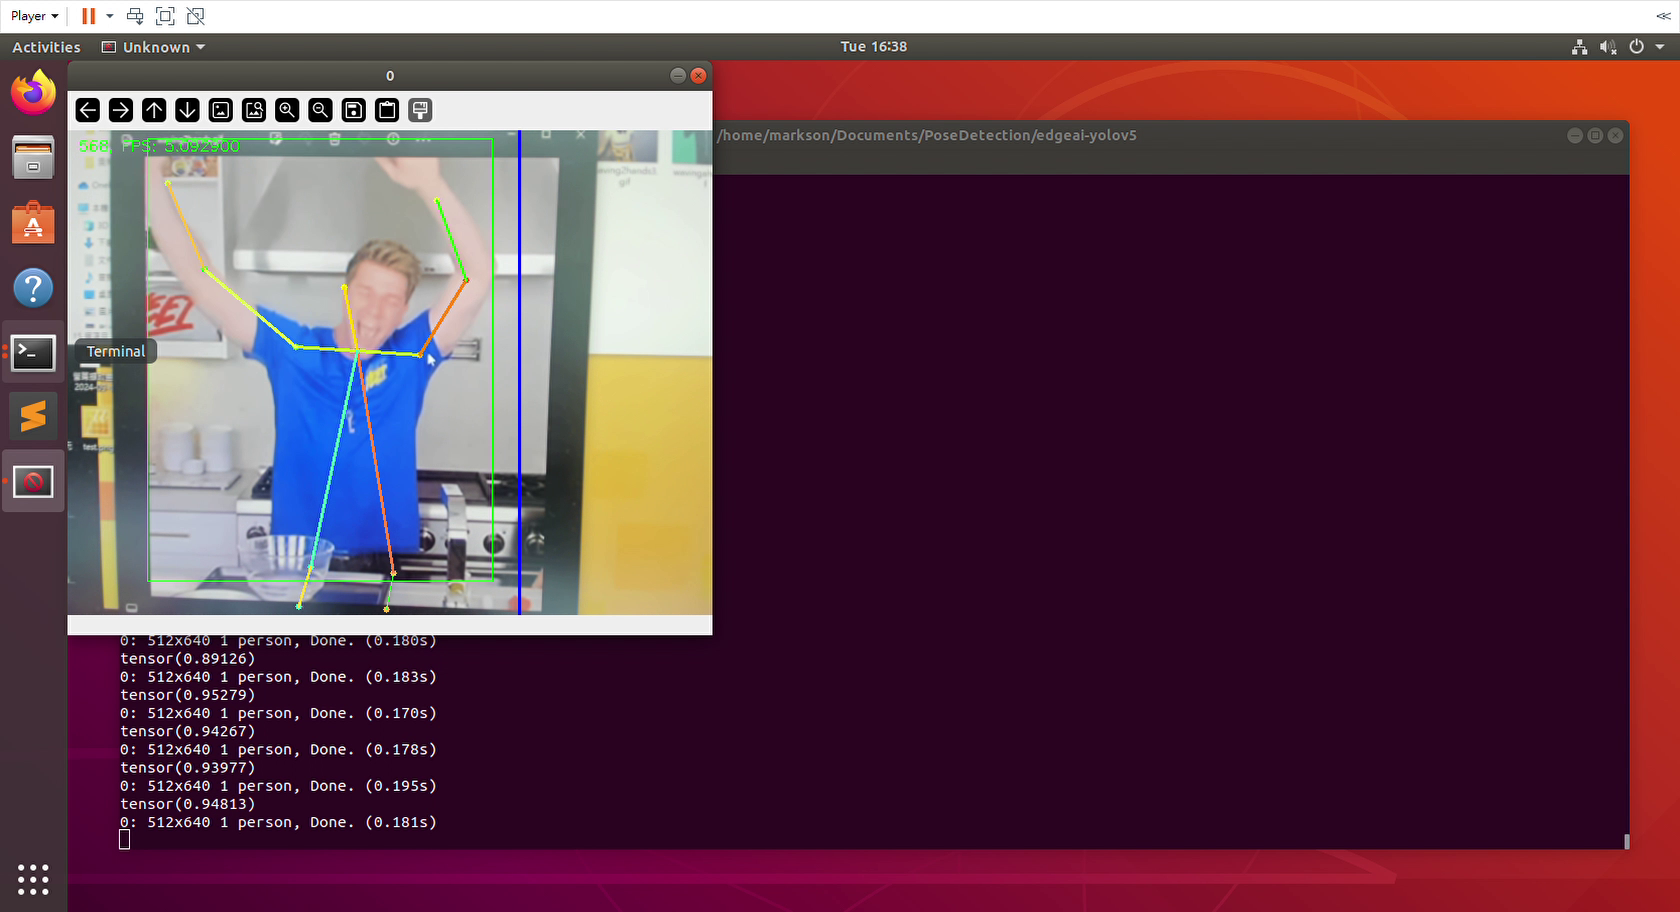 Player
Activities
Unknown
Tue 16:38
0
/home/markson/Documents/PoseDetection/edgeai-yolov5
568, FPS: 5.092900
Terminal
test.png
0: 512x640 1 person, Done. (0.180s)
tensor(0.89126)
0: 512x640 1 person, Done. (0.183s)
tensor(0.95279)
0: 512x640 1 person, Done. (0.170s)
tensor(0.94267)
0: 512x640 1 person, Done. (0.178s)
tensor(0.93977)
0: 512x640 1 person, Done. (0.195s)
tensor(0.94813)
0: 512x640 1 person, Done. (0.181s)